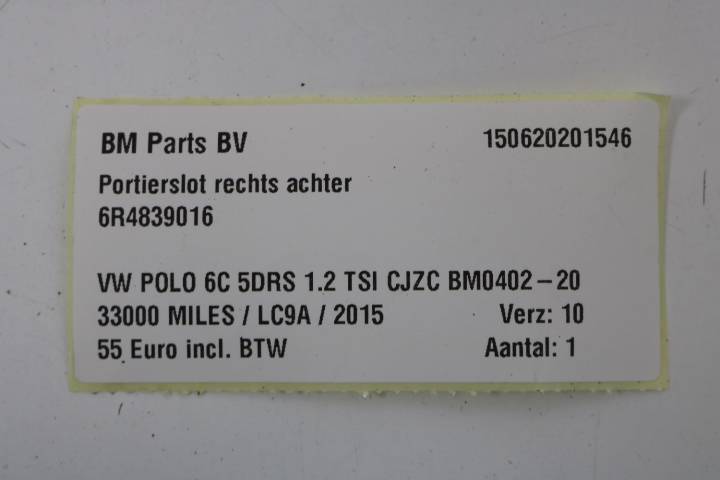 BM Parts BV 150620201546
Portierslot rechts achter
6R4839016
VW POLO 6C 5DRS 1.2 TSI CJZC BM0402-20
33000 MILES / LC9A / 2015 Verz: 10
55 Euro incl. BTW Aantal: 1